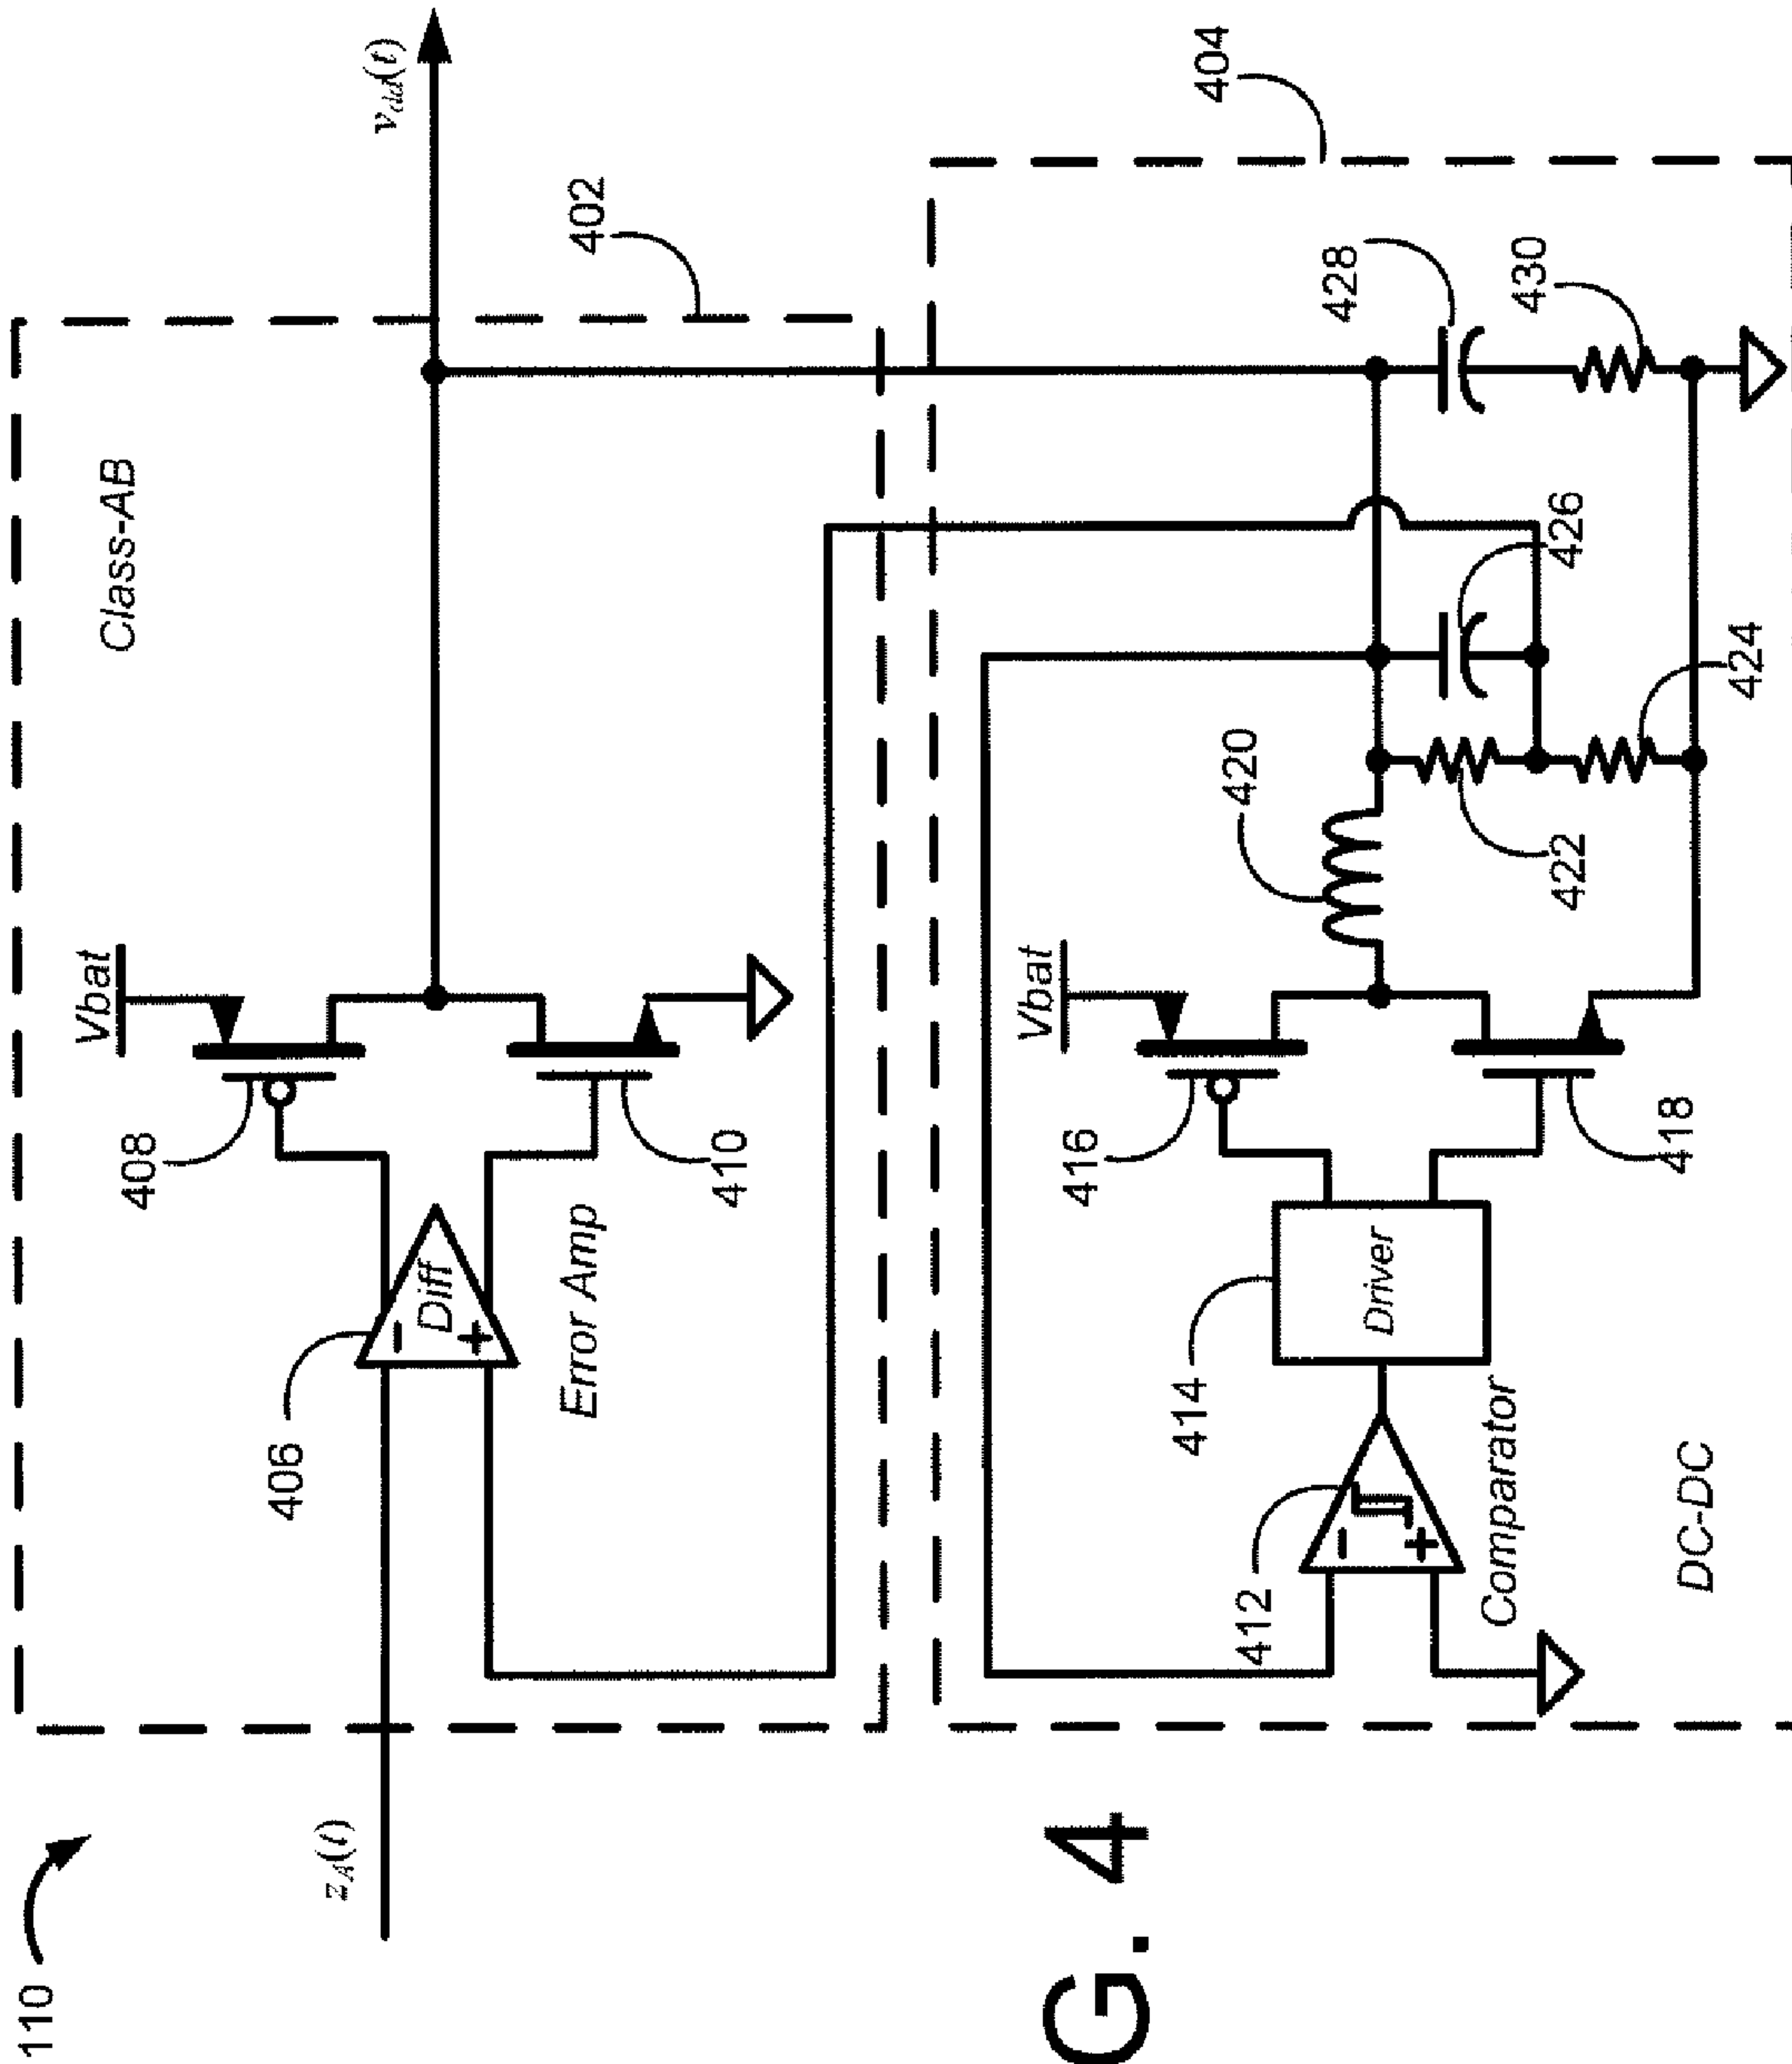 110
z_A(t)
v_dd(t)
Class-AB
402
406
Diff
-
+
Error Amp
408
Vbat
410
404
412
-
+
Comparator
414
Driver
416
Vbat
418
420
422
424
426
428
430
DC-DC
G. 4